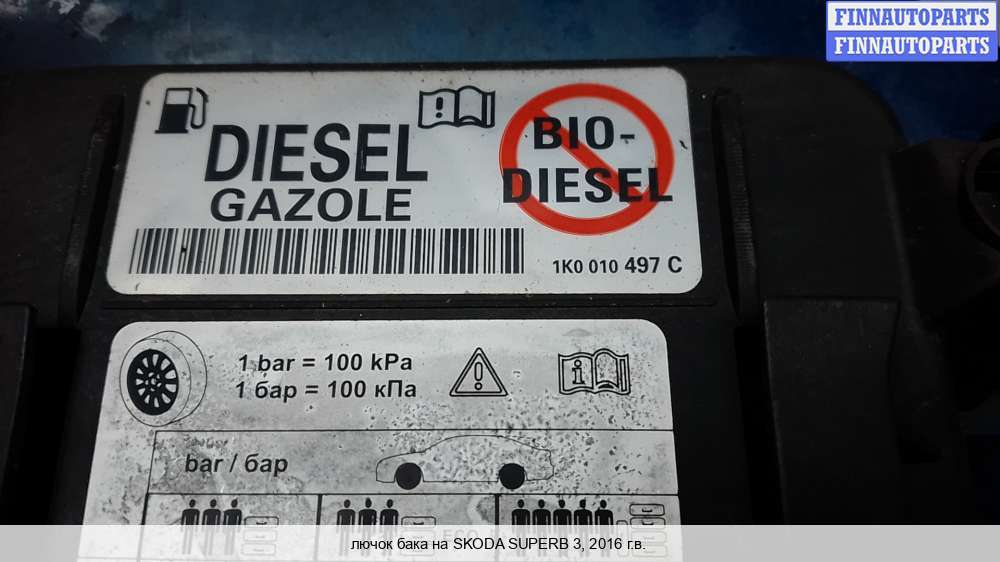 FINNAUTOPARTS
FINNAUTOPARTS
DIESEL
GAZOLE
BIO-
DIESEL
1K0 010 497 C
1 bar = 100 kPa
1 бар = 100 кПа
bar / бар
лючок бака на SKODA SUPERB 3, 2016 г.в.